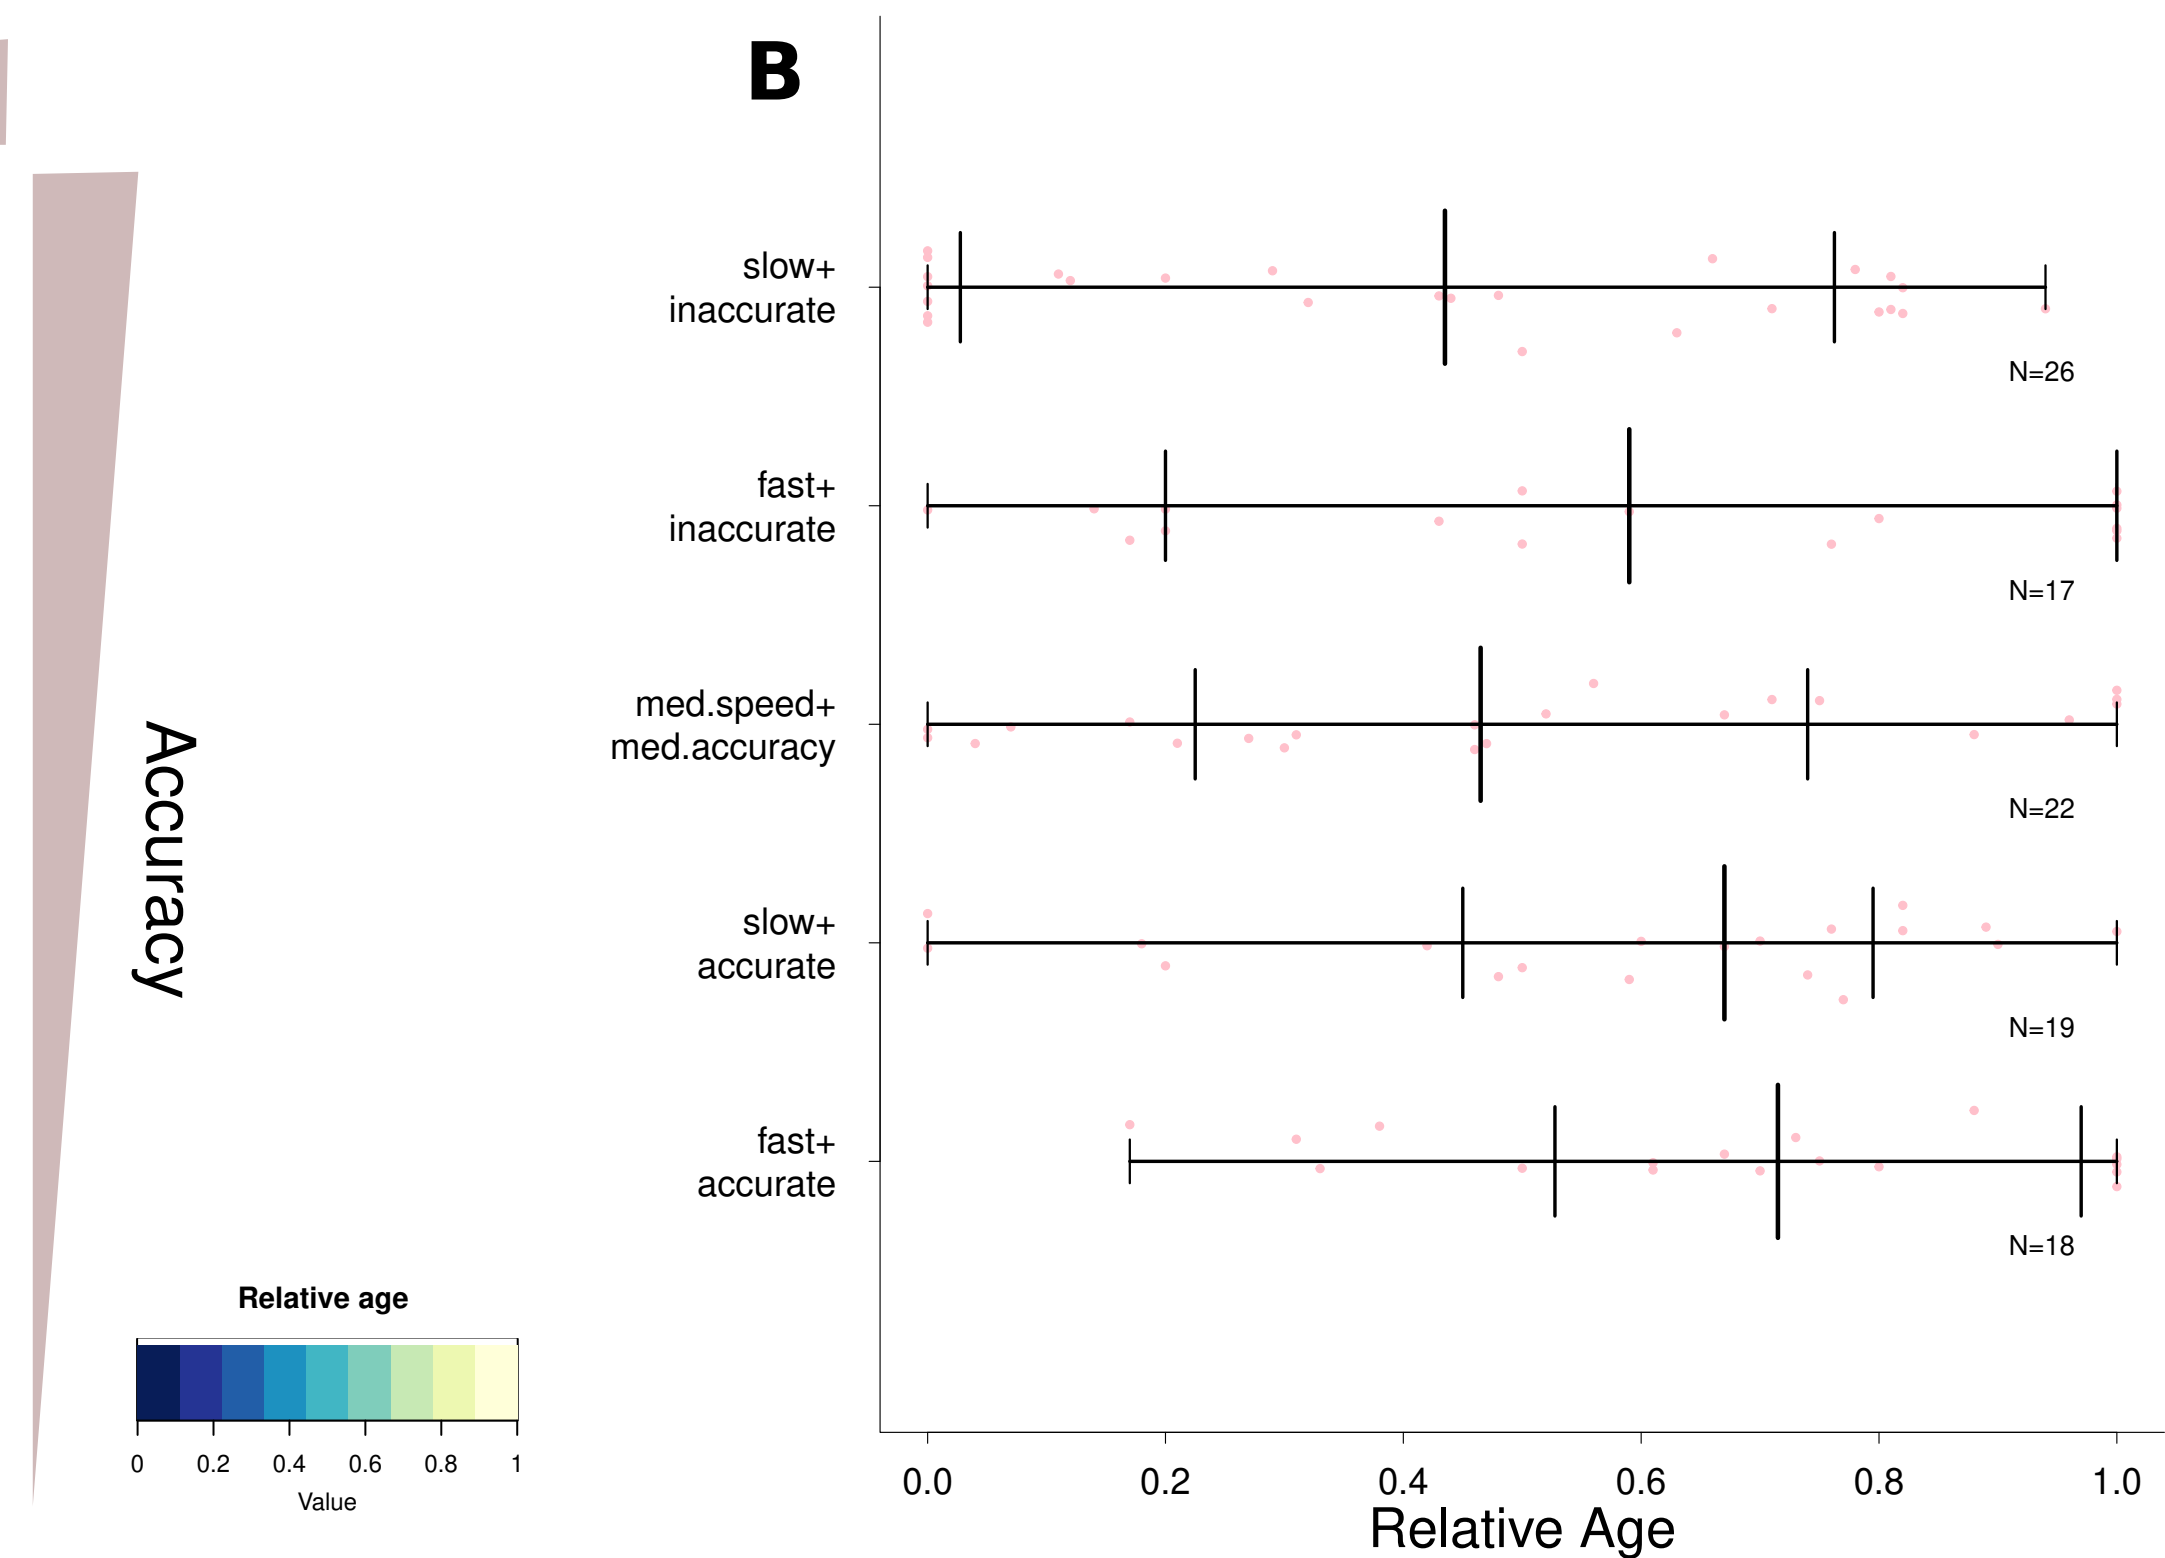 B
slow+
inaccurate
N=26
fast+
inaccurate
N=17
med.speed+
med.accuracy
N=22
slow+
accurate
N=19
fast+
accurate
N=18
0.0 0.2 0.4 0.6 0.8 1.0
Relative Age
Accuracy
Relative age
0 0.2 0.4 0.6 0.8 1
Value